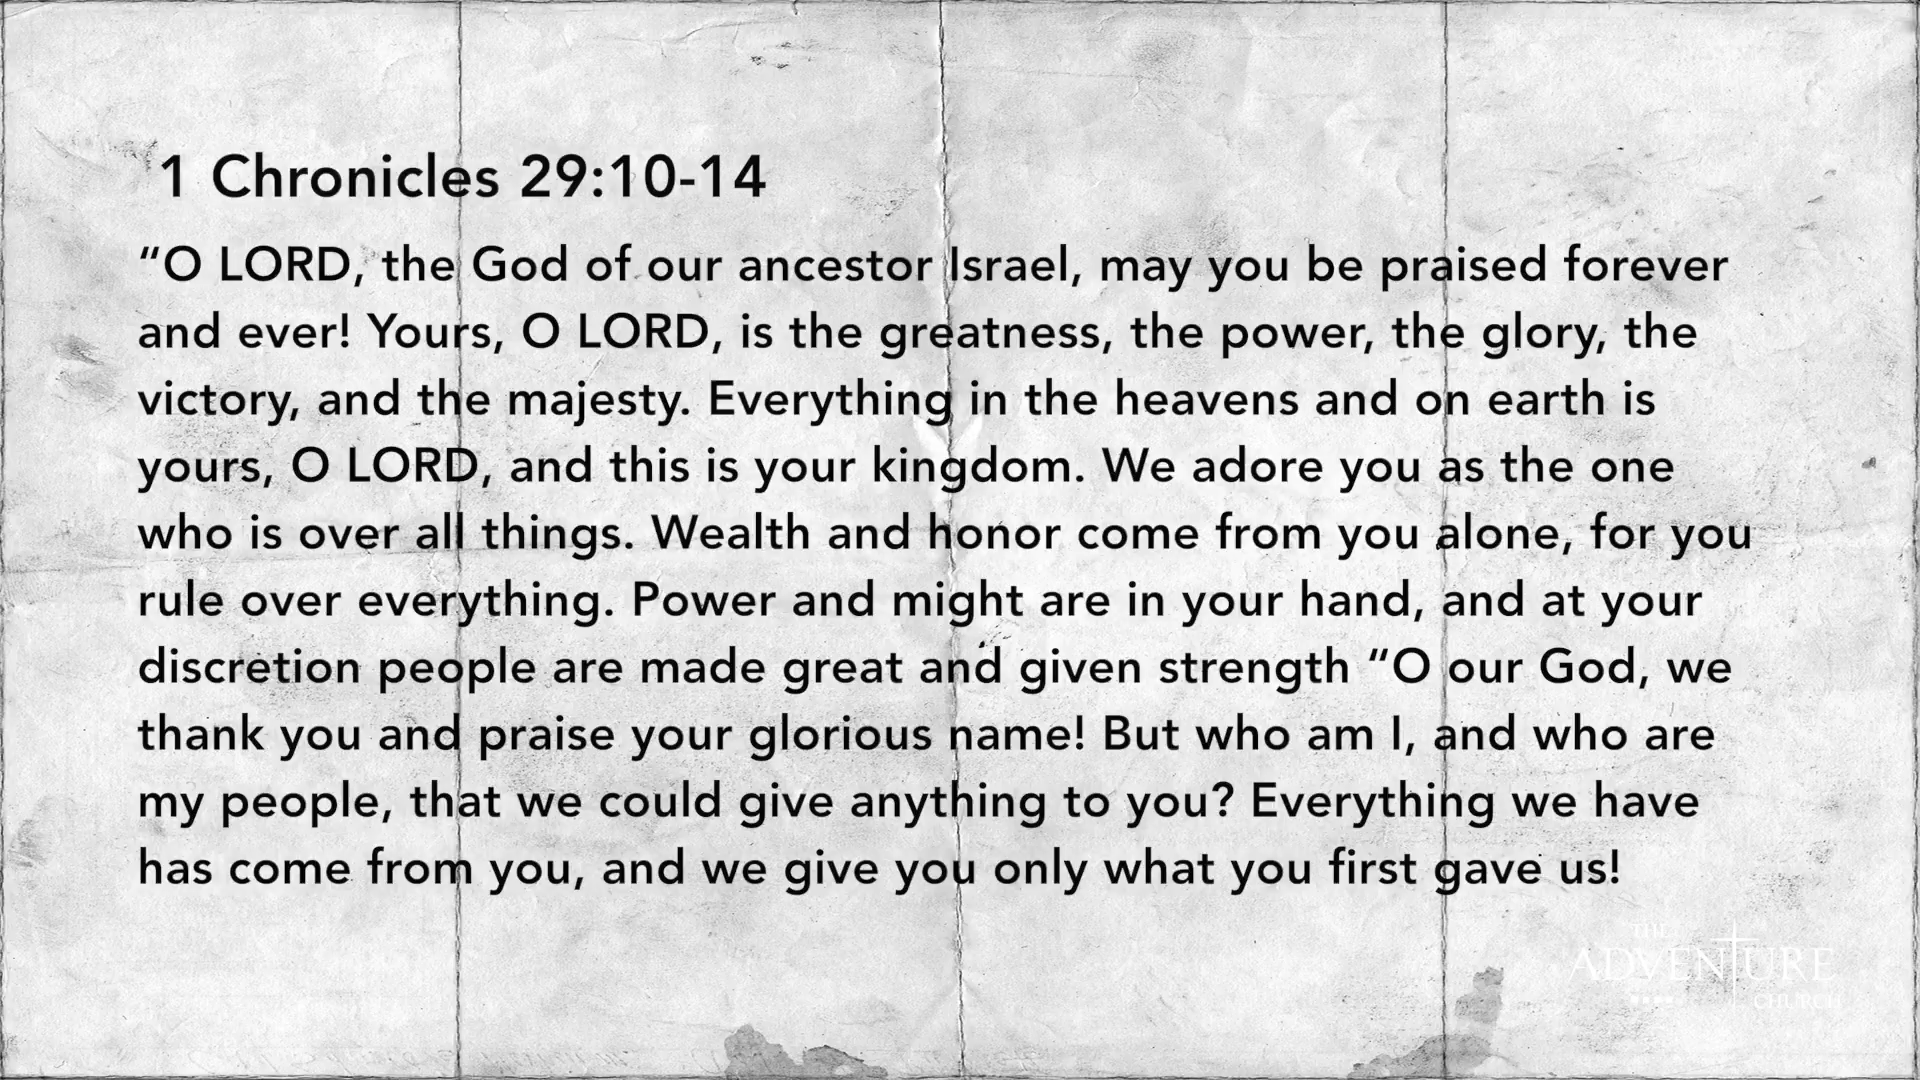 1 Chronicles 29:10-14
“O LORD, the God of our ancestor Israel, may you be praised forever
and ever! Yours, O LORD, is the greatness, the power, the glory, the
victory, and the majesty. Everything in the heavens and on earth is
yours, O LORD, and this is your kingdom. We adore you as the one
who is over all things. Wealth and honor come from you alone, for you
rule over everything. Power and might are in your hand, and at your
discretion people are made great and given strength “O our God, we
thank you and praise your glorious name! But who am I, and who are
my people, that we could give anything to you? Everything we have
has come from you, and we give you only what you first gave us!
THE
ADVENTURE
CHURCH